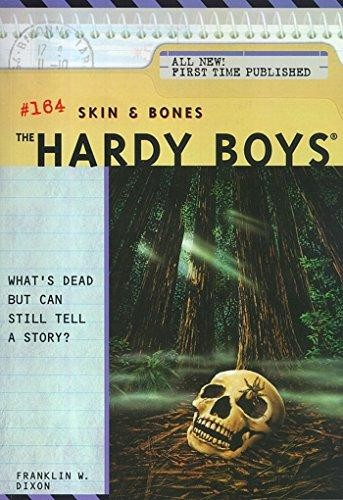 ALL NEW!
FIRST TIME PUBLISHED
#164 SKIN & BONES
THE HARDY BOYS®
WHAT'S DEAD
BUT CAN
STILL TELL
A STORY?
FRANKLIN W.
DIXON